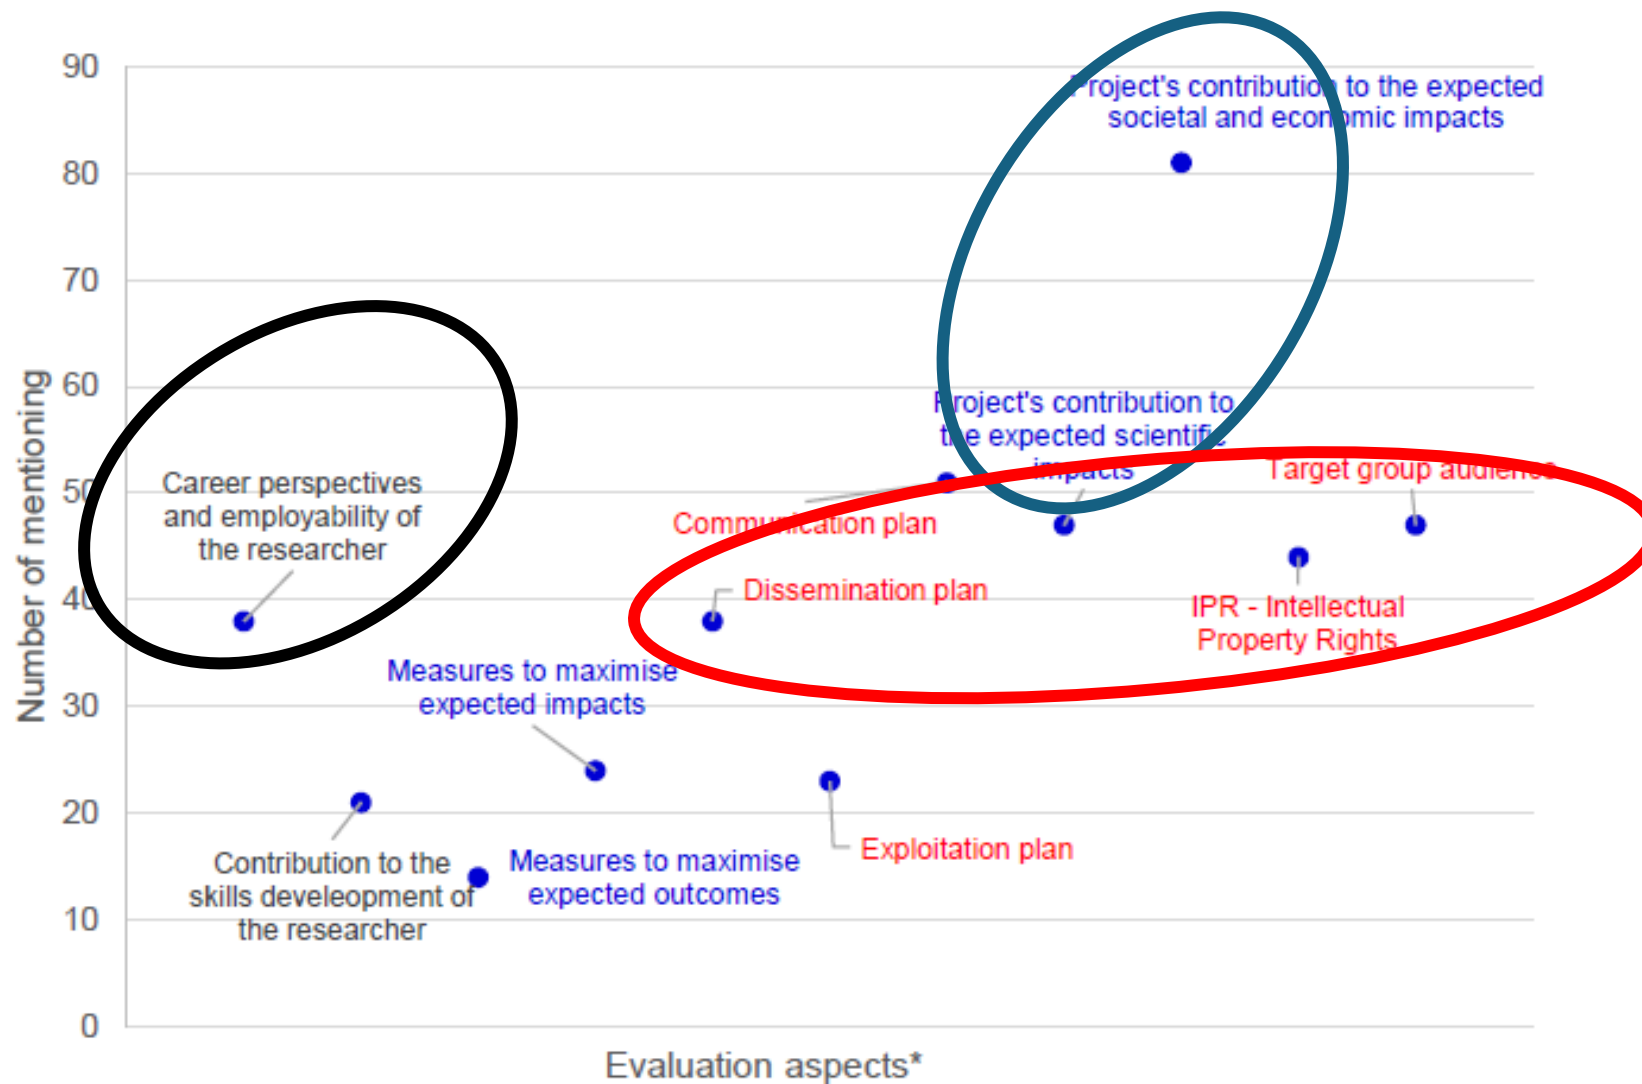 90
80
70
60
50
40
30
20
10
0
Number of mentioning
Project's contribution to the expected
societal and economic impacts
Project's contribution to
the expected scientific
impacts
Target group audience
Career perspectives
and employability of
the researcher
Communication plan
Dissemination plan
IPR - Intellectual
Property Rights
Measures to maximise
expected impacts
Exploitation plan
Contribution to the
skills develeopment of
the researcher
Measures to maximise
expected outcomes
Evaluation aspects*